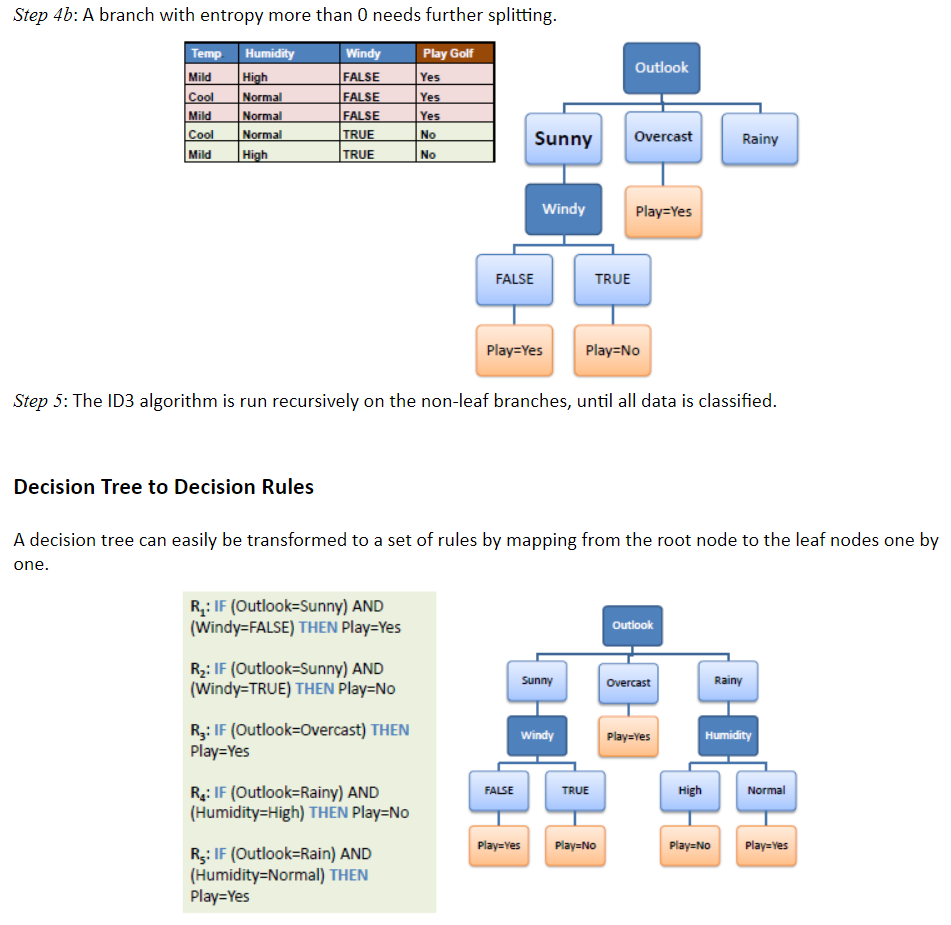 Step 4b: A branch with entropy more than 0 needs further splitting.
Temp Humidity Windy Play Golf
Mild High FALSE Yes
Cool Normal FALSE Yes
Mild Normal FALSE Yes
Cool Normal TRUE No
Mild High TRUE No
Outlook
Sunny Overcast Rainy
Windy Play=Yes
FALSE TRUE
Play=Yes Play=No
Step 5: The ID3 algorithm is run recursively on the non-leaf branches, until all data is classified.
Decision Tree to Decision Rules
A decision tree can easily be transformed to a set of rules by mapping from the root node to the leaf nodes one by
one.
R₁: IF (Outlook=Sunny) AND
(Windy=FALSE) THEN Play=Yes
R₂: IF (Outlook=Sunny) AND
(Windy=TRUE) THEN Play=No
R₃: IF (Outlook=Overcast) THEN
Play=Yes
R₄: IF (Outlook=Rainy) AND
(Humidity=High) THEN Play=No
R₅: IF (Outlook=Rain) AND
(Humidity=Normal) THEN
Play=Yes
Outlook
Sunny Overcast Rainy
Windy Play=Yes Humidity
FALSE TRUE High Normal
Play=Yes Play=No Play=No Play=Yes